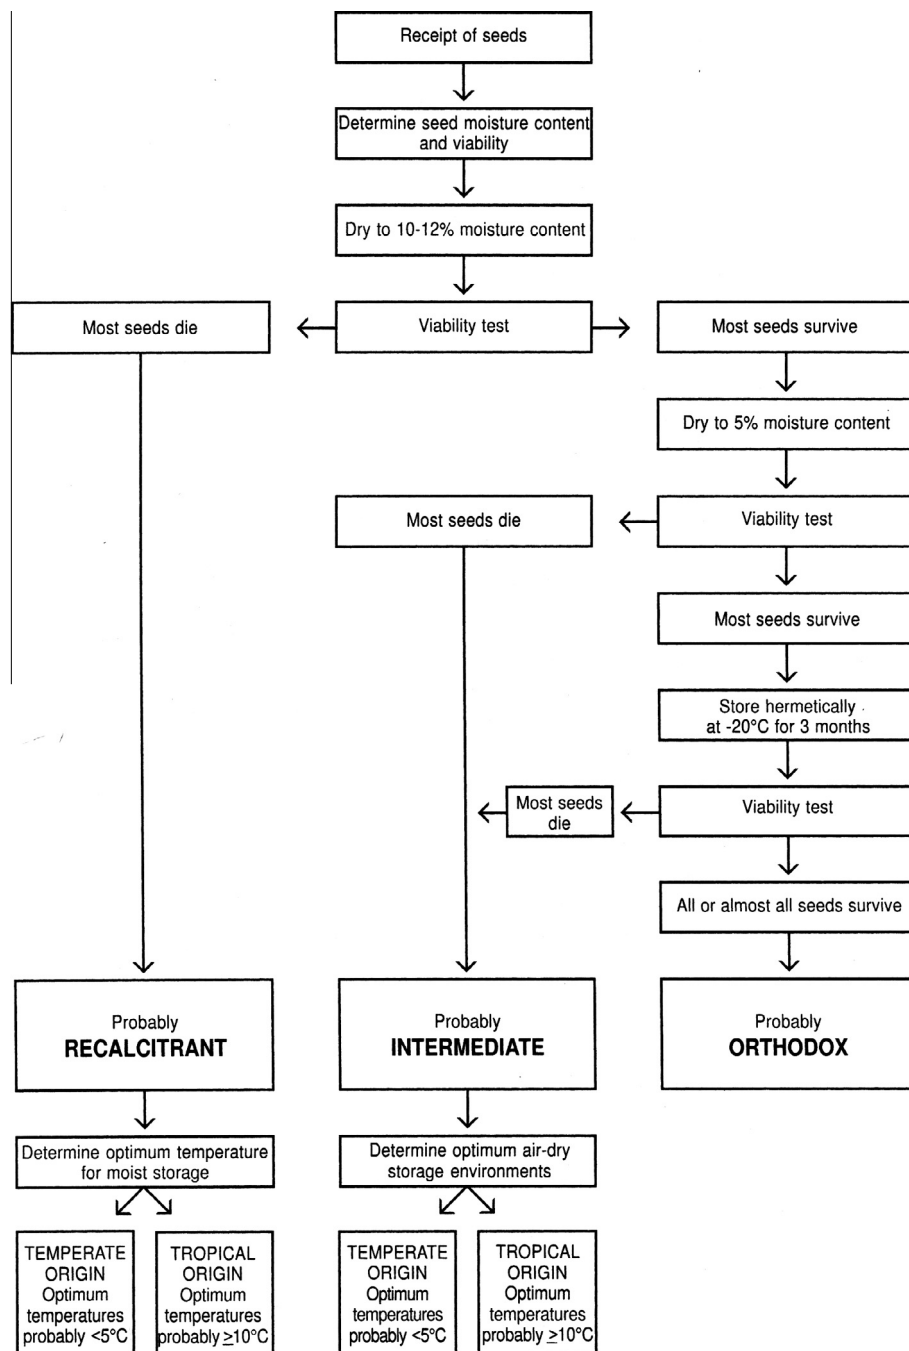 Receipt of seeds
Determine seed moisture content
and viability
Dry to 10-12% moisture content
Most seeds die
Viability test
Most seeds survive
Dry to 5% moisture content
Most seeds die
Viability test
Most seeds survive
Store hermetically
at -20°C for 3 months
Most seeds
die
Viability test
All or almost all seeds survive
Probably
RECALCITRANT
Probably
INTERMEDIATE
Probably
ORTHODOX
Determine optimum temperature
for moist storage
Determine optimum air-dry
storage environments
TEMPERATE
ORIGIN
Optimum
temperatures
probably <5°C
TROPICAL
ORIGIN
Optimum
temperatures
probably ≥10°C
TEMPERATE
ORIGIN
Optimum
temperatures
probably <5°C
TROPICAL
ORIGIN
Optimum
temperatures
probably ≥10°C